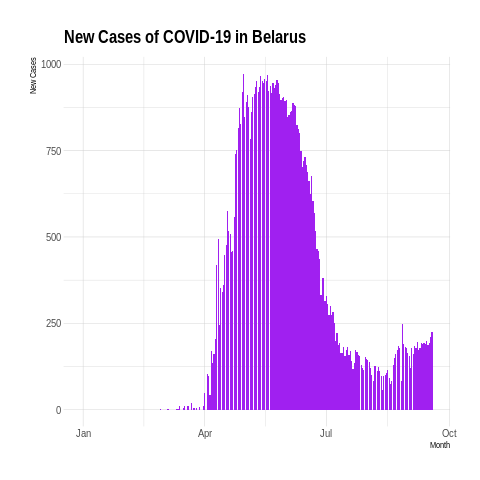 New Cases of COVID-19 in Belarus
New Cases
1000
750
500
250
0
Jan Apr Jul Oct
Month